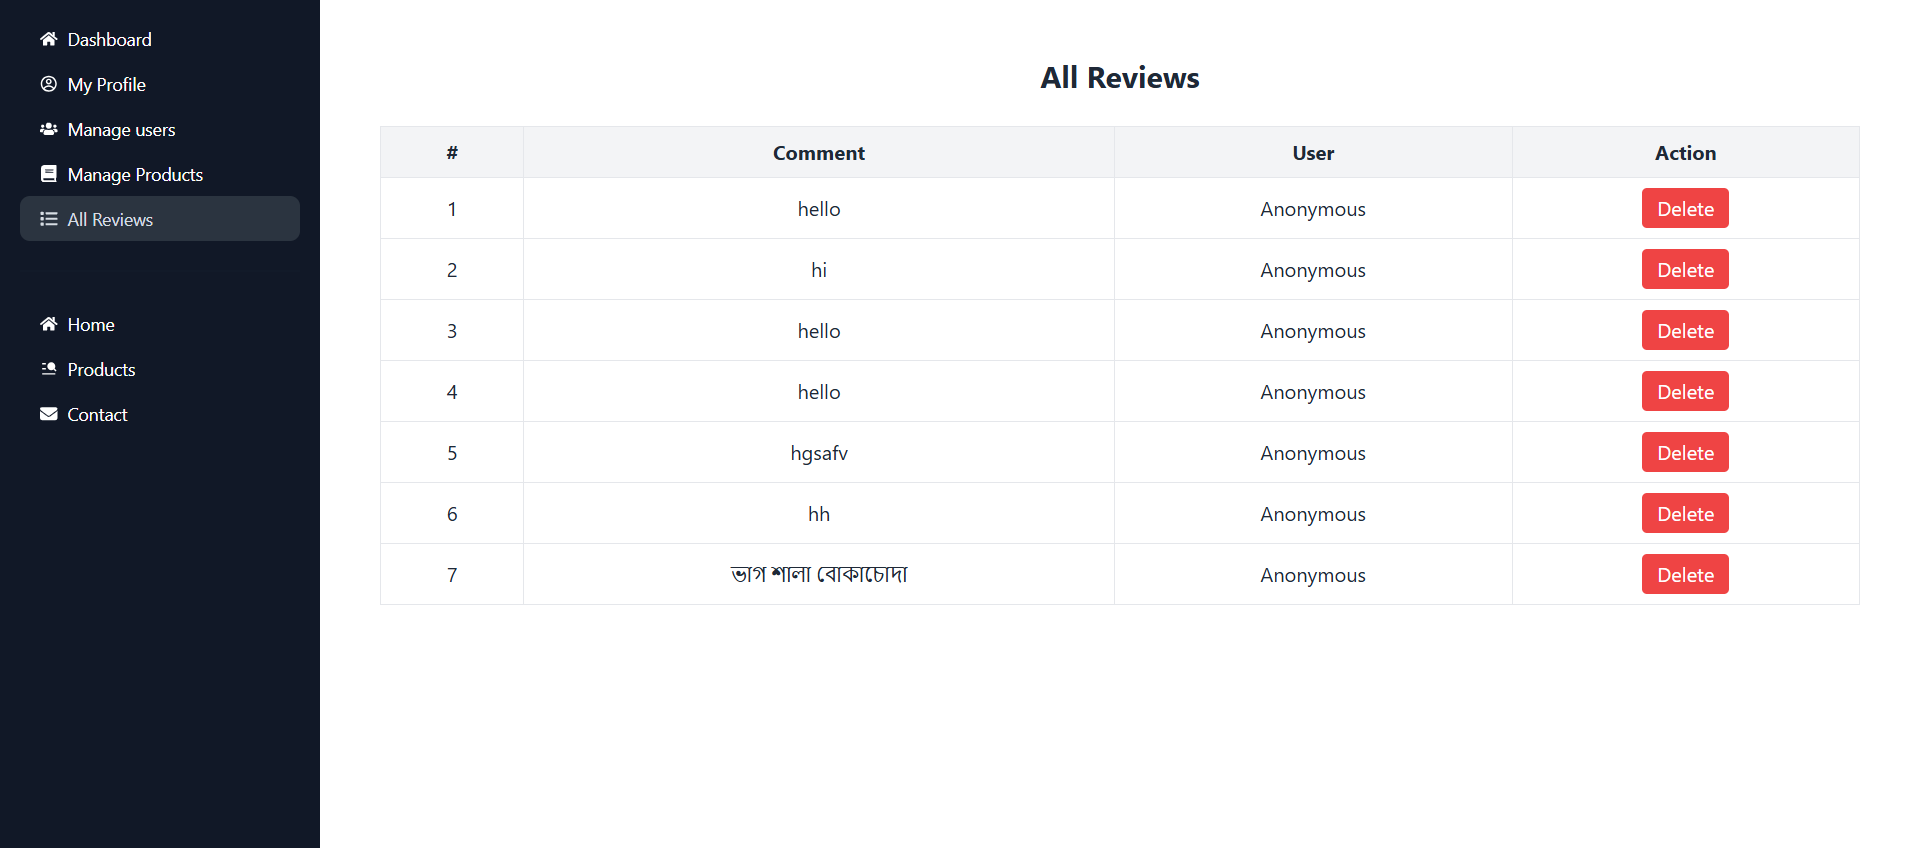 Dashboard
My Profile
Manage users
Manage Products
All Reviews
Home
Products
Contact
All Reviews
# Comment User Action
1 hello Anonymous Delete
2 hi Anonymous Delete
3 hello Anonymous Delete
4 hello Anonymous Delete
5 hgsafv Anonymous Delete
6 hh Anonymous Delete
7 ভাগ শালা বোকাচোদা Anonymous Delete